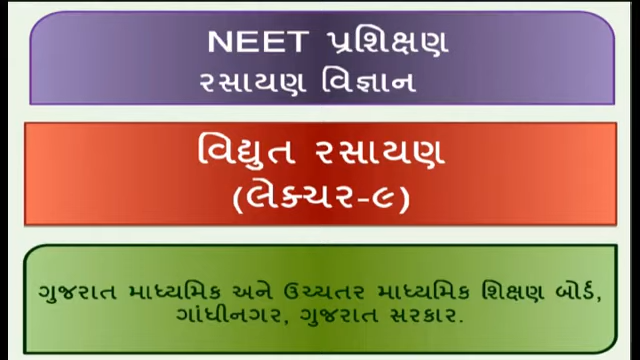 NEET પ્રશિક્ષણ
રસાયણ વિજ્ઞાન
વિદ્યુત રસાયણ
(લેક્ચર-૯)
ગુજરાત માધ્યમિક અને ઉચ્ચતર માધ્યમિક શિક્ષણ બોર્ડ,
ગાંધીનગર, ગુજરાત સરકાર.